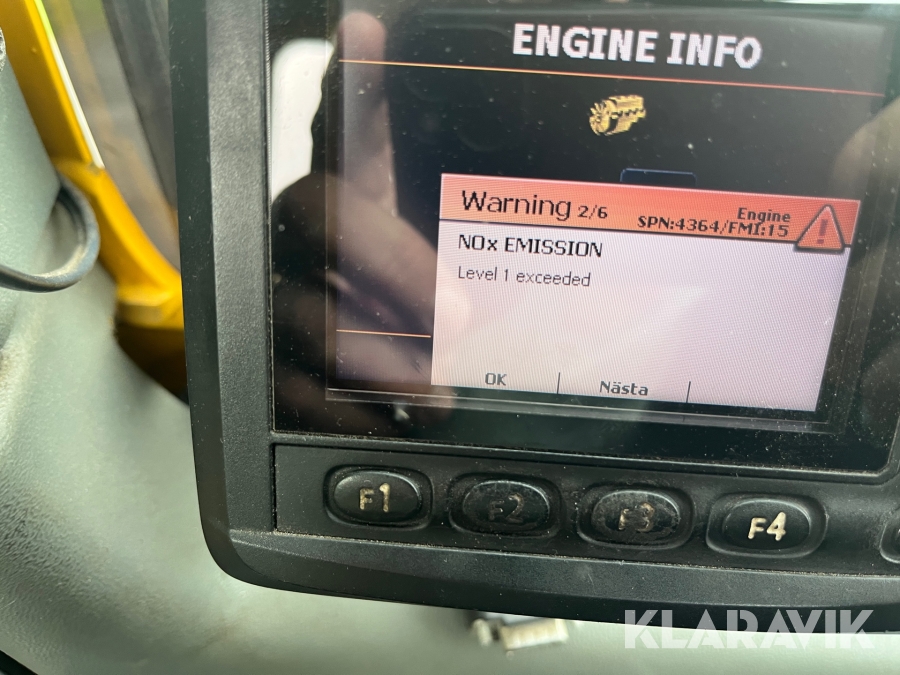 ENGINE INFO
Warning 2/6
Engine
SPN:4364/FMI:15
NOx EMISSION
Level 1 exceeded
OK
Nästa
F1 F2 F3 F4
KLARAVIK